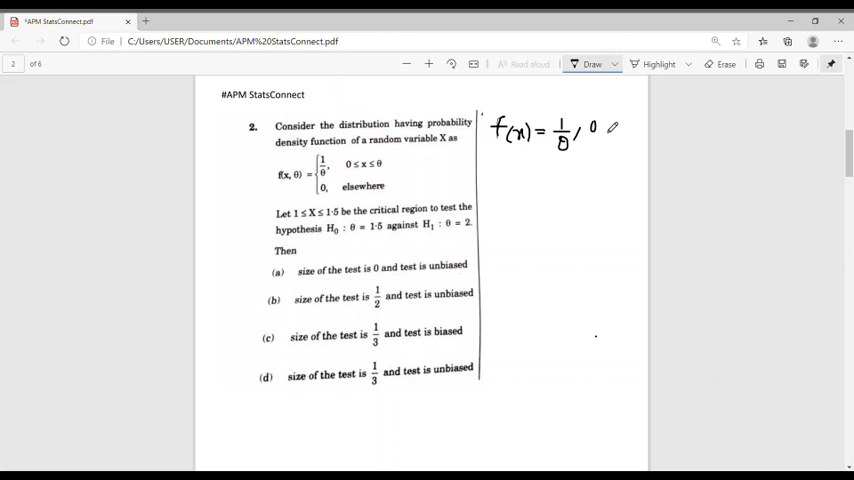 *APM StatsConnect.pdf
File | C:/Users/USER/Documents/APM%20StatsConnect.pdf
2 of 6
Read aloud
Draw
Highlight
Erase
#APM StatsConnect
2. Consider the distribution having probability
density function of a random variable X as
f(x, θ) = { 1/θ, 0 ≤ x ≤ θ
0, elsewhere
Let 1 ≤ X ≤ 1·5 be the critical region to test the
hypothesis H₀ : θ = 1·5 against H₁ : θ = 2.
Then
(a) size of the test is 0 and test is unbiased
(b) size of the test is 1/2 and test is unbiased
(c) size of the test is 1/3 and test is biased
(d) size of the test is 1/3 and test is unbiased
f(x) = 1/θ, 0